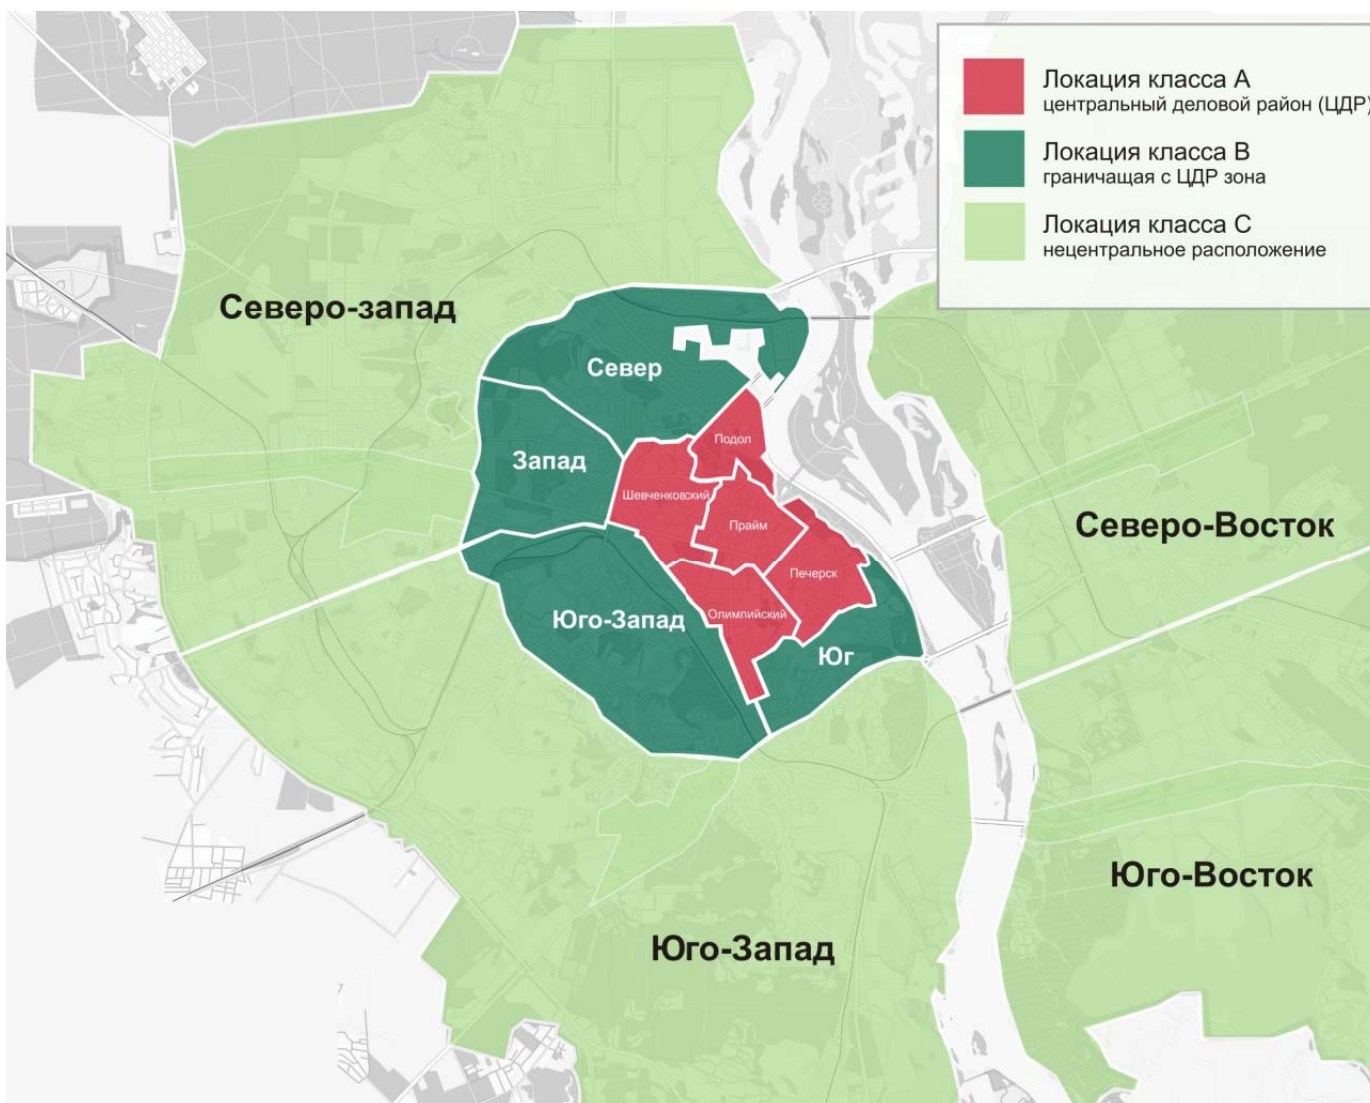 Локация класса А
центральный деловой район (ЦДР)
Локация класса В
граничащая с ЦДР зона
Локация класса С
нецентральное расположение
Северо-запад
Север
Подол
Запад
Шевченковский
Прайм
Северо-Восток
Печерск
Олимпийский
Юго-Запад
Юг
Юго-Восток
Юго-Запад